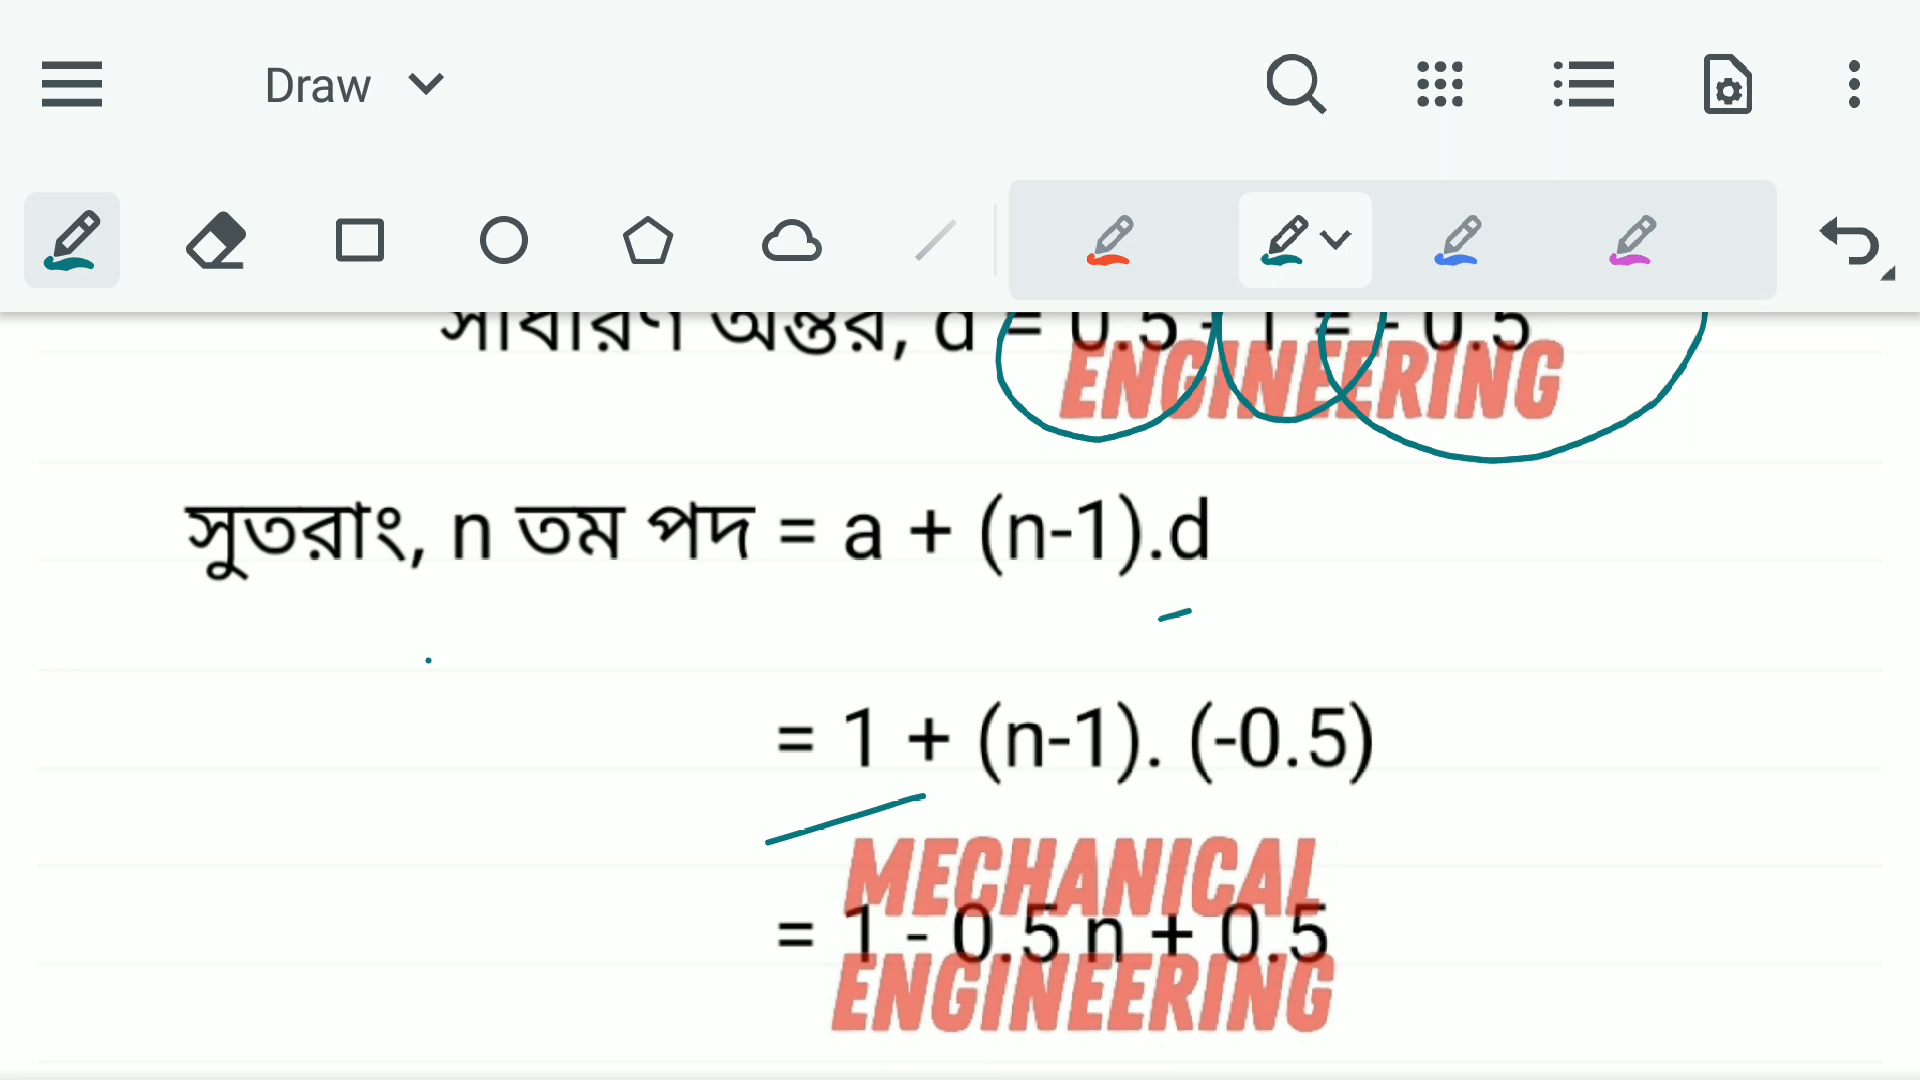 Draw
সাধারণ অন্তর, d = 0.5 - 1 = - 0.5
ENGINEERING
সুতরাং, n তম পদ = a + (n-1).d
= 1 + (n-1). (-0.5)
MECHANICAL
= 1 - 0.5 n + 0.5
ENGINEERING